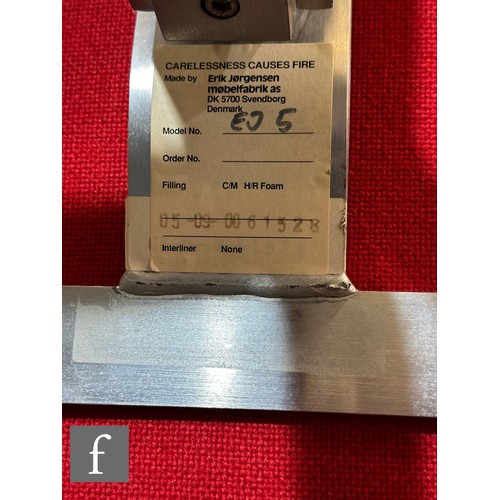 CARELESSNESS CAUSES FIRE
Made by Erik Jørgensen
møbelfabrik as
DK 5700 Svendborg
Denmark
Model No. EJ 5
Order No.
Filling C/M H/R Foam
05-09-00 61328
Interliner None
f